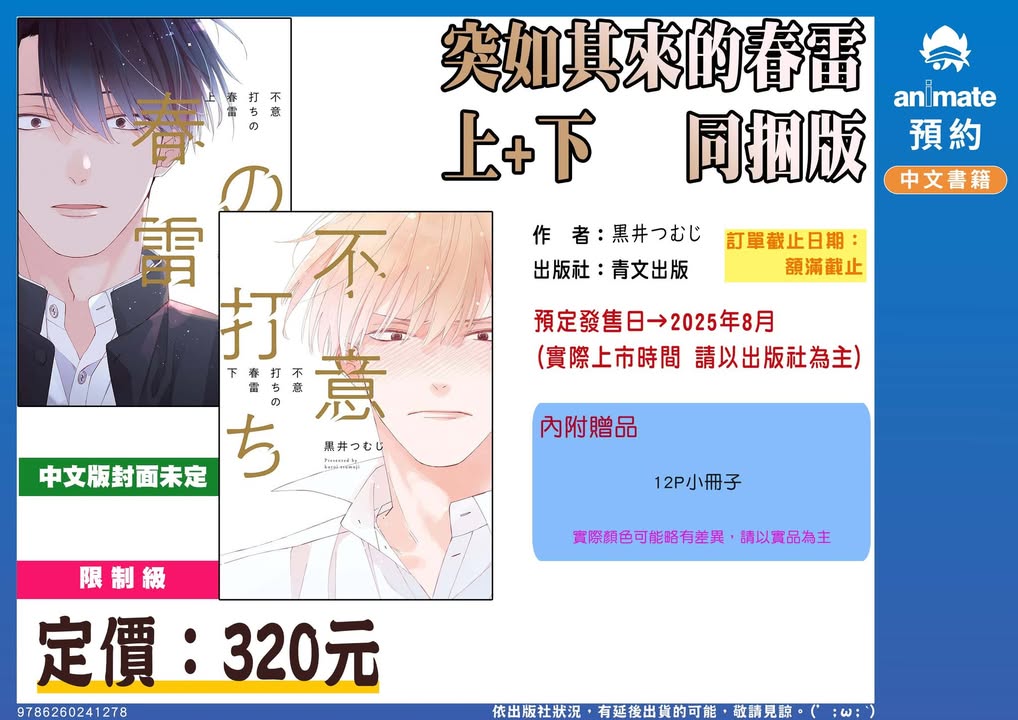 突如其來的春雷
上+下 同捆版
animate
預約
中文書籍
春の雷
不意
打ちの
春雷
上
不意
打ち
不意
打ちの
春雷
下
黒井つむじ
Presented by
kuroi tsumuji
作 者：黒井つむじ
出版社：青文出版
訂單截止日期：
額滿截止
預定發售日→2025年8月
(實際上市時間 請以出版社為主)
內附贈品
12P小冊子
實際顏色可能略有差異，請以實品為主
中文版封面未定
限制級
定價：320元
9786260241278
依出版社狀況，有延後出貨的可能，敬請見諒。(´;ω;`)